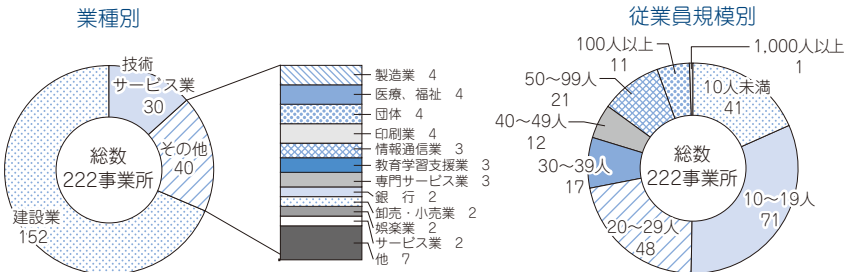 業種別
技術
サービス業
30
その他
40
建設業
152
総数
222事業所
製造業 4
医療、福祉 4
団体 4
印刷業 4
情報通信業 3
教育学習支援業 3
専門サービス業 3
銀 行 2
卸売・小売業 2
娯楽業 2
サービス業 2
他 7
従業員規模別
1,000人以上
1
100人以上
11
50〜99人
21
40〜49人
12
30〜39人
17
20〜29人
48
10〜19人
71
10人未満
41
総数
222事業所